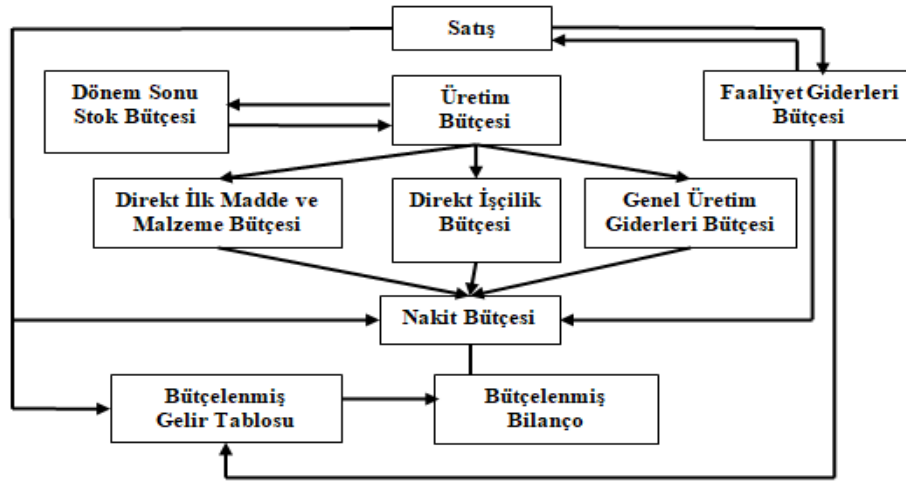 Satış
Dönem Sonu
Stok Bütçesi
Üretim
Bütçesi
Faaliyet Giderleri
Bütçesi
Direkt İlk Madde ve
Malzeme Bütçesi
Direkt İşçilik
Bütçesi
Genel Üretim
Giderleri Bütçesi
Nakit Bütçesi
Bütçelenmiş
Gelir Tablosu
Bütçelenmiş
Bilanço